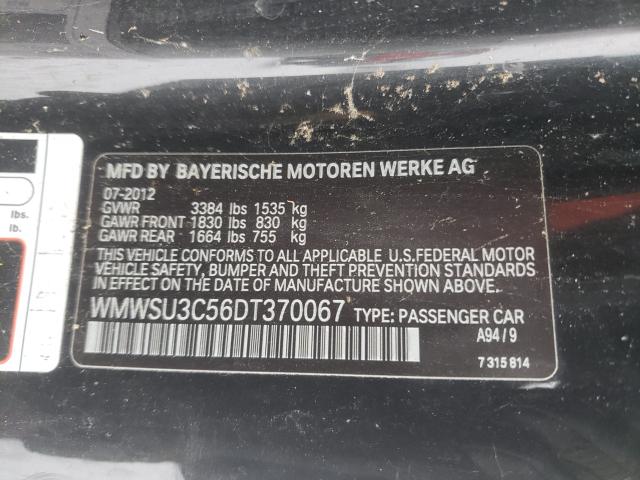 MFD BY BAYERISCHE MOTOREN WERKE AG
07-2012
GVWR 3384 lbs 1535 kg
GAWR FRONT 1830 lbs 830 kg
GAWR REAR 1664 lbs 755 kg
THIS VEHICLE CONFORMS TO ALL APPLICABLE U.S.FEDERAL MOTOR
VEHICLE SAFETY, BUMPER AND THEFT PREVENTION STANDARDS
IN EFFECT ON THE DATE OF MANUFACTURE SHOWN ABOVE.
WMWSU3C56DT370067 TYPE: PASSENGER CAR
A94/9
7 315 814
lbs.
lb.